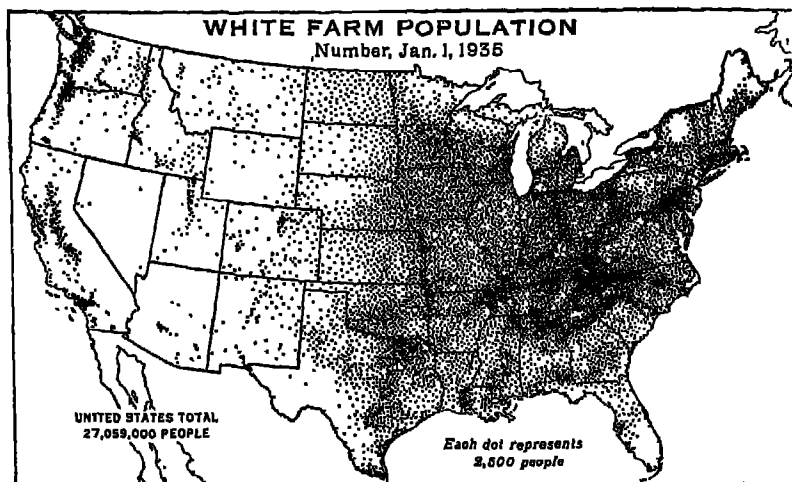 WHITE FARM POPULATION
Number, Jan. 1, 1935
UNITED STATES TOTAL
27,059,000 PEOPLE
Each dot represents
2,500 people